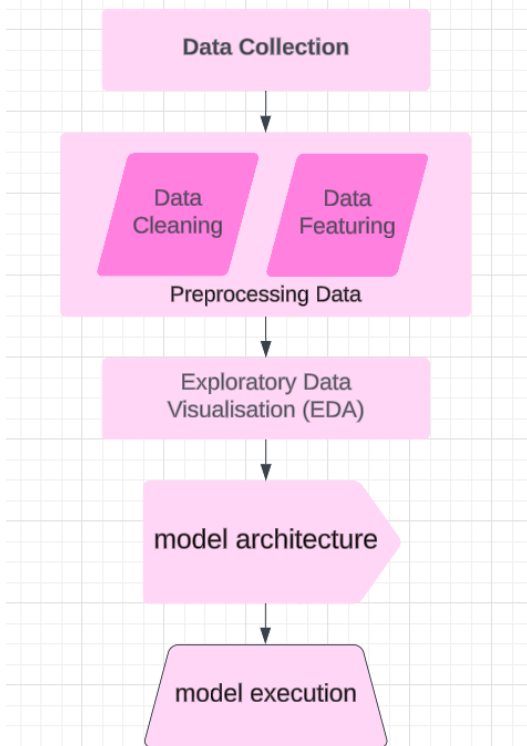 Data Collection
Data
Cleaning
Data
Featuring
Preprocessing Data
Exploratory Data
Visualisation (EDA)
model architecture
model execution